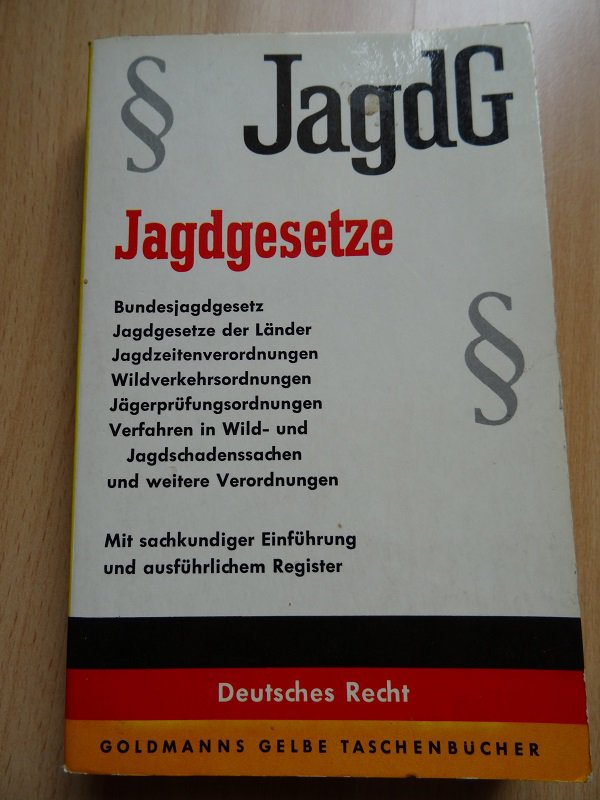 § JagdG
Jagdgesetze
Bundesjagdgesetz
Jagdgesetze der Länder
Jagdzeitenverordnungen
Wildverkehrsordnungen
Jägerprüfungsordnungen
Verfahren in Wild- und
Jagdschadenssachen
und weitere Verordnungen
§
Mit sachkundiger Einführung
und ausführlichem Register
Deutsches Recht
GOLDMANNS GELBE TASCHENBÜCHER